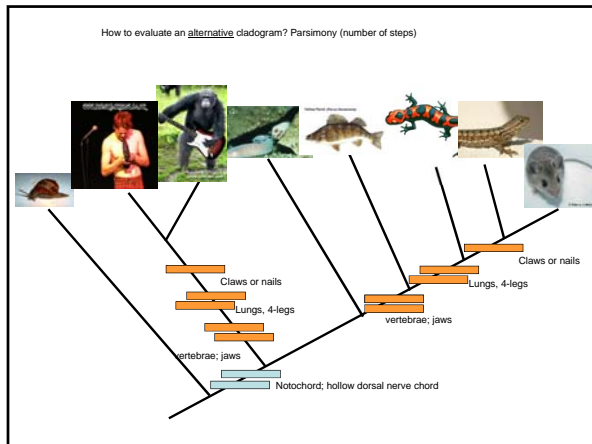 How to evaluate an alternative cladogram? Parsimony (number of steps)
Claws or nails
Claws or nails
Lungs, 4-legs
Lungs, 4-legs
vertebrae; jaws
vertebrae; jaws
Notochord; hollow dorsal nerve chord